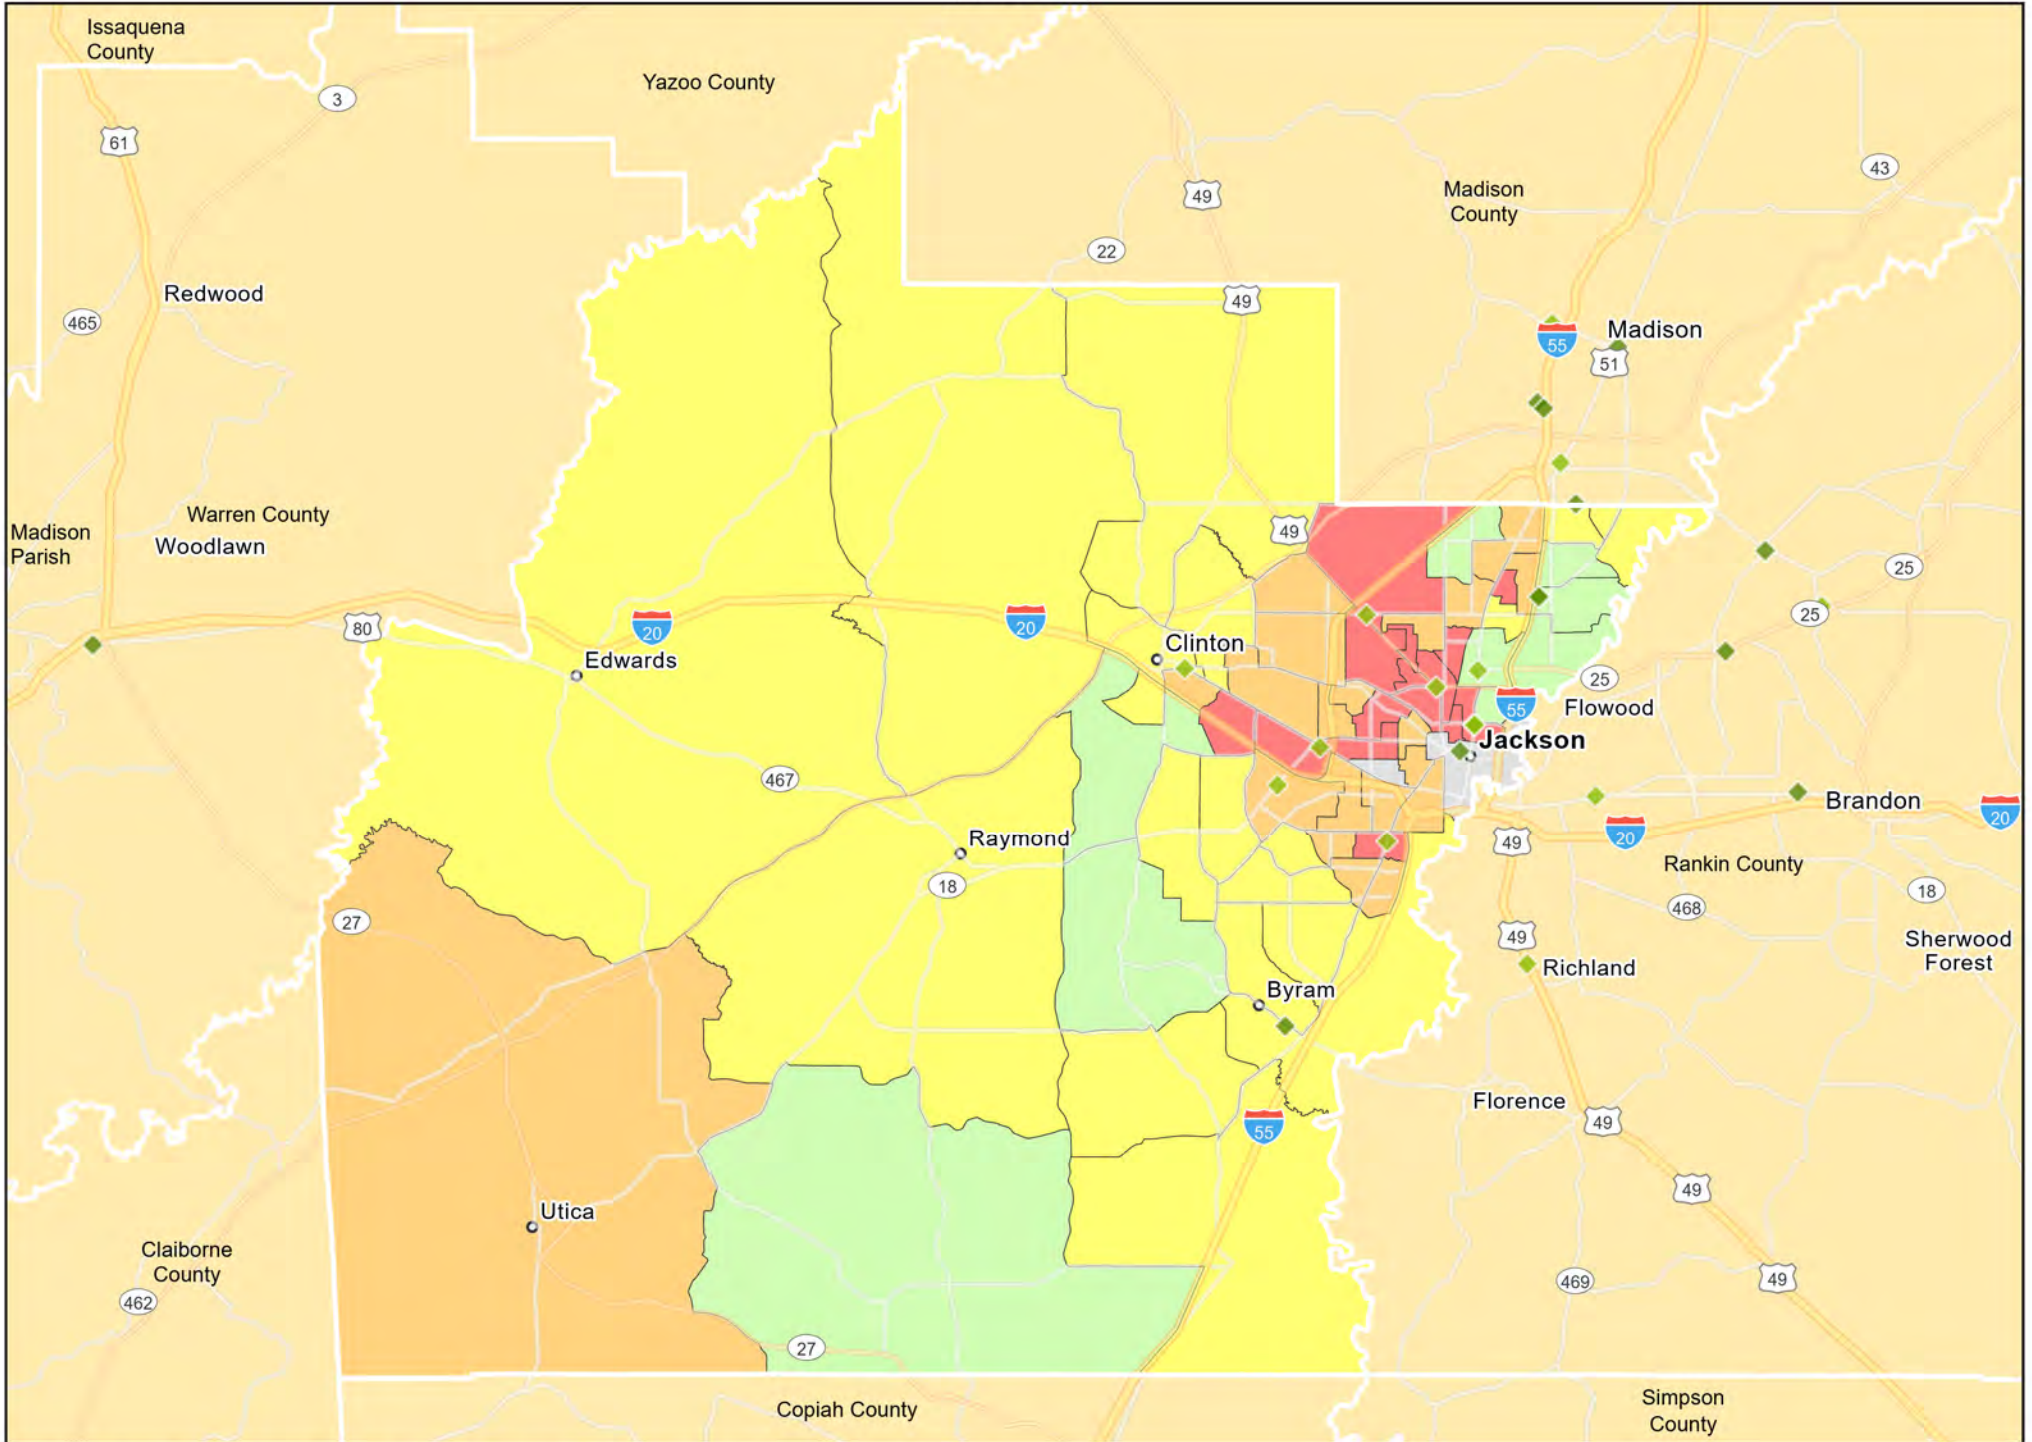 Issaquena
County
Yazoo County
3
61
43
49
Madison
County
22
Redwood
49
465
55
Madison
51
Warren County
Madison
Parish
Woodlawn
49
25
25
80
20
20
Clinton
Edwards
25
55
Flowood
Jackson
467
Brandon
20
Raymond
20
49
Rankin County
18
18
27
468
49
Sherwood
Forest
Richland
Byram
Florence
49
55
49
Utica
Claiborne
County
469
49
462
27
Copiah County
Simpson
County